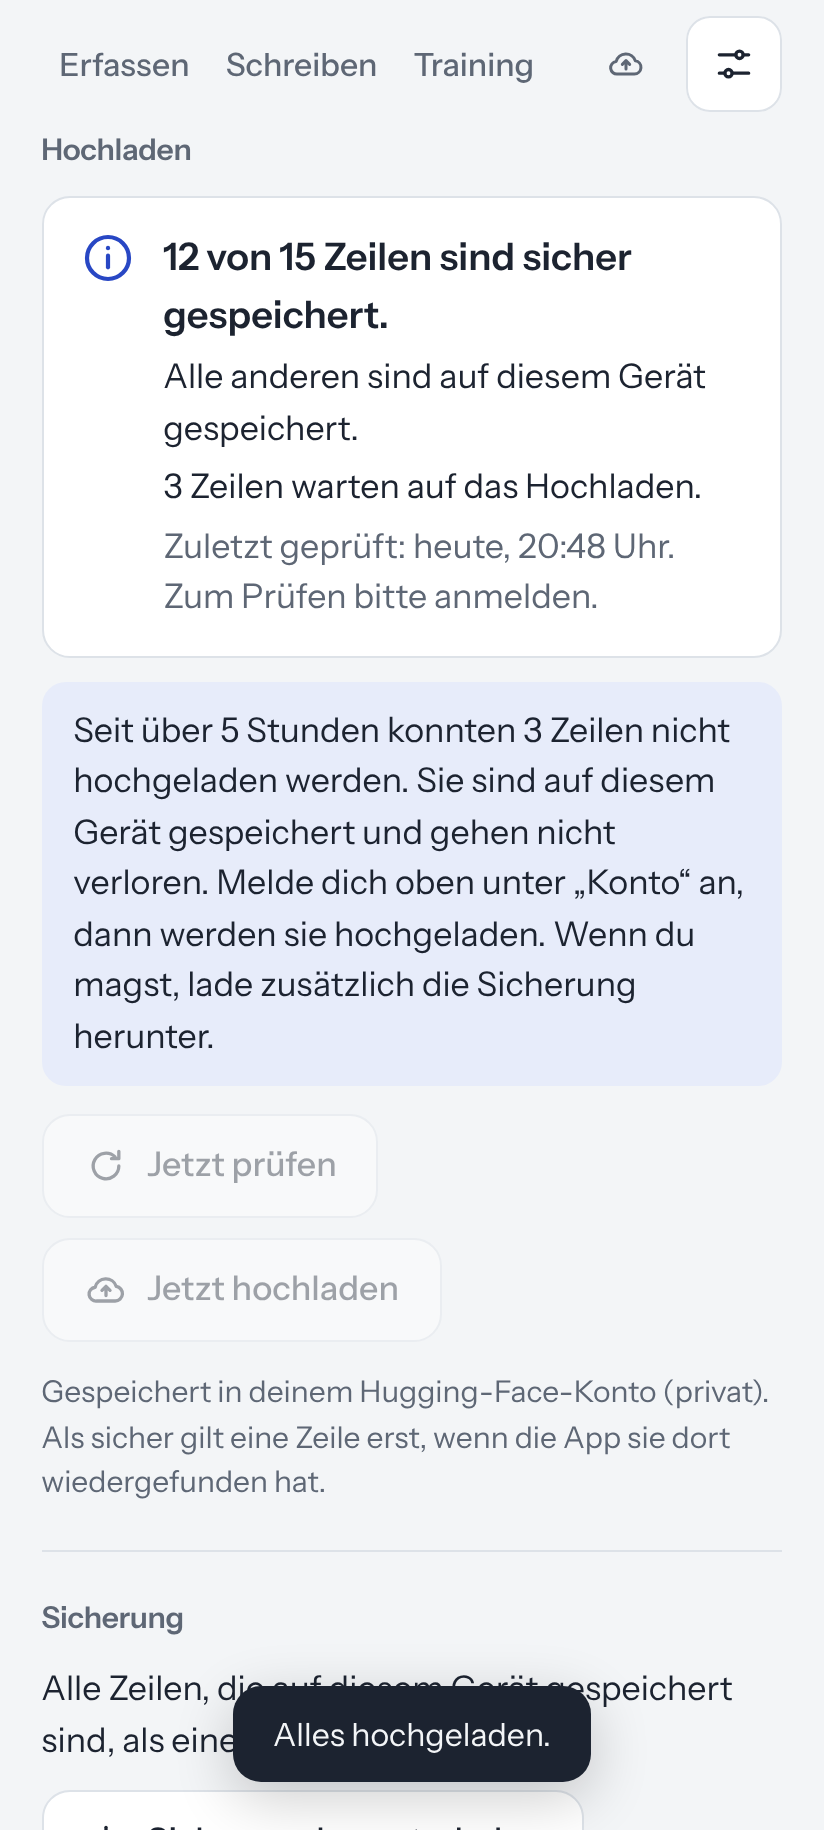 Erfassen Schreiben Training
Hochladen
12 von 15 Zeilen sind sicher
gespeichert.
Alle anderen sind auf diesem Gerät
gespeichert.
3 Zeilen warten auf das Hochladen.
Zuletzt geprüft: heute, 20:48 Uhr.
Zum Prüfen bitte anmelden.
Seit über 5 Stunden konnten 3 Zeilen nicht
hochgeladen werden. Sie sind auf diesem
Gerät gespeichert und gehen nicht
verloren. Melde dich oben unter „Konto“ an,
dann werden sie hochgeladen. Wenn du
magst, lade zusätzlich die Sicherung
herunter.
Jetzt prüfen
Jetzt hochladen
Gespeichert in deinem Hugging-Face-Konto (privat).
Als sicher gilt eine Zeile erst, wenn die App sie dort
wiedergefunden hat.
Sicherung
Alle Zeilen, die auf diesem Gerät gespeichert
sind, als eine
Alles hochgeladen.